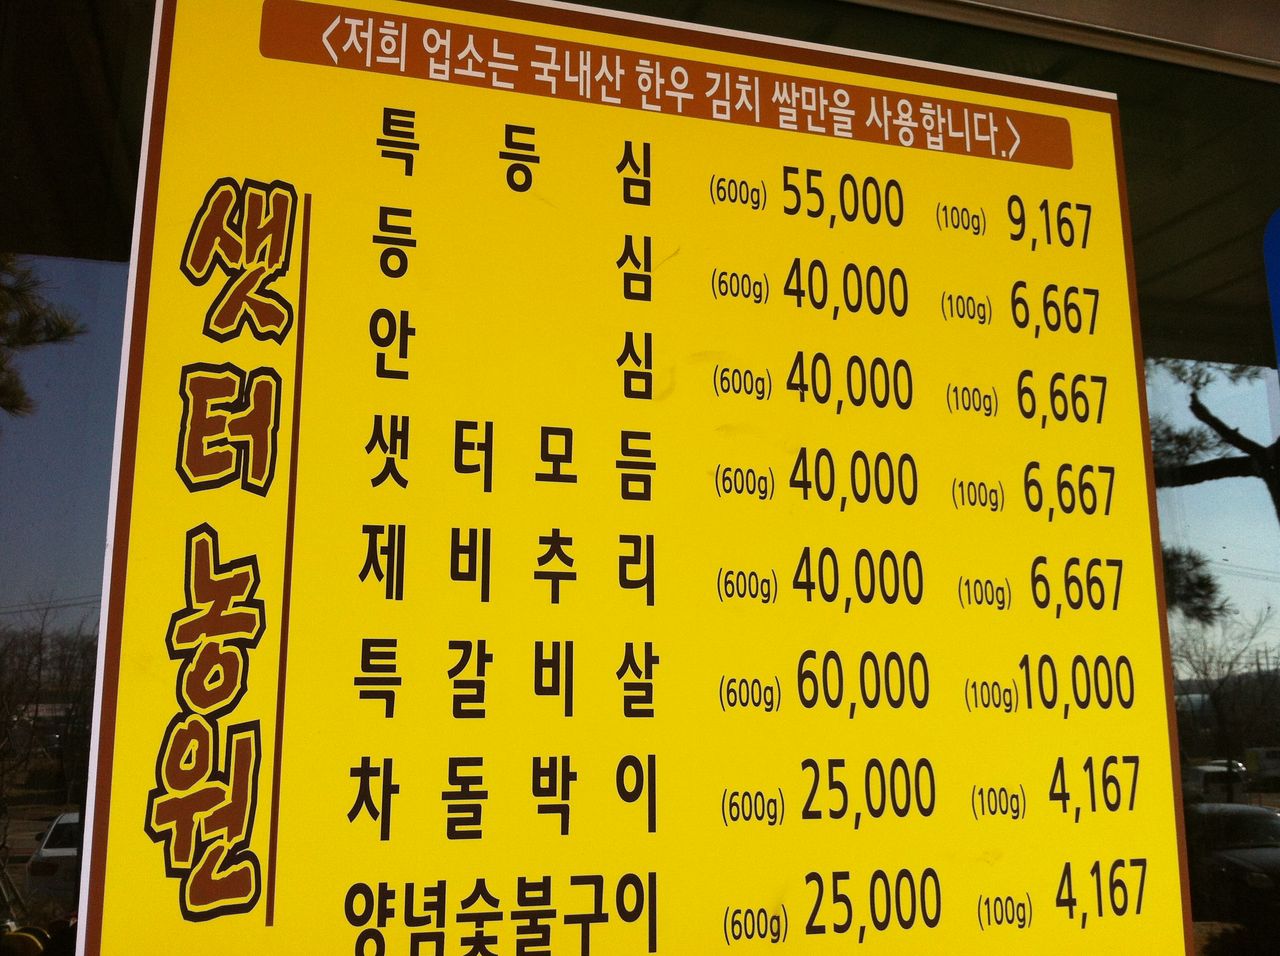 <저희 업소는 국내산 한우 김치 쌀만을 사용합니다.>
샛터농원
특등심 (600g) 55,000 (100g) 9,167
등심 (600g) 40,000 (100g) 6,667
안심 (600g) 40,000 (100g) 6,667
샛터모듬 (600g) 40,000 (100g) 6,667
제비추리 (600g) 40,000 (100g) 6,667
특갈비살 (600g) 60,000 (100g) 10,000
차돌박이 (600g) 25,000 (100g) 4,167
양념숯불구이 (600g) 25,000 (100g) 4,167